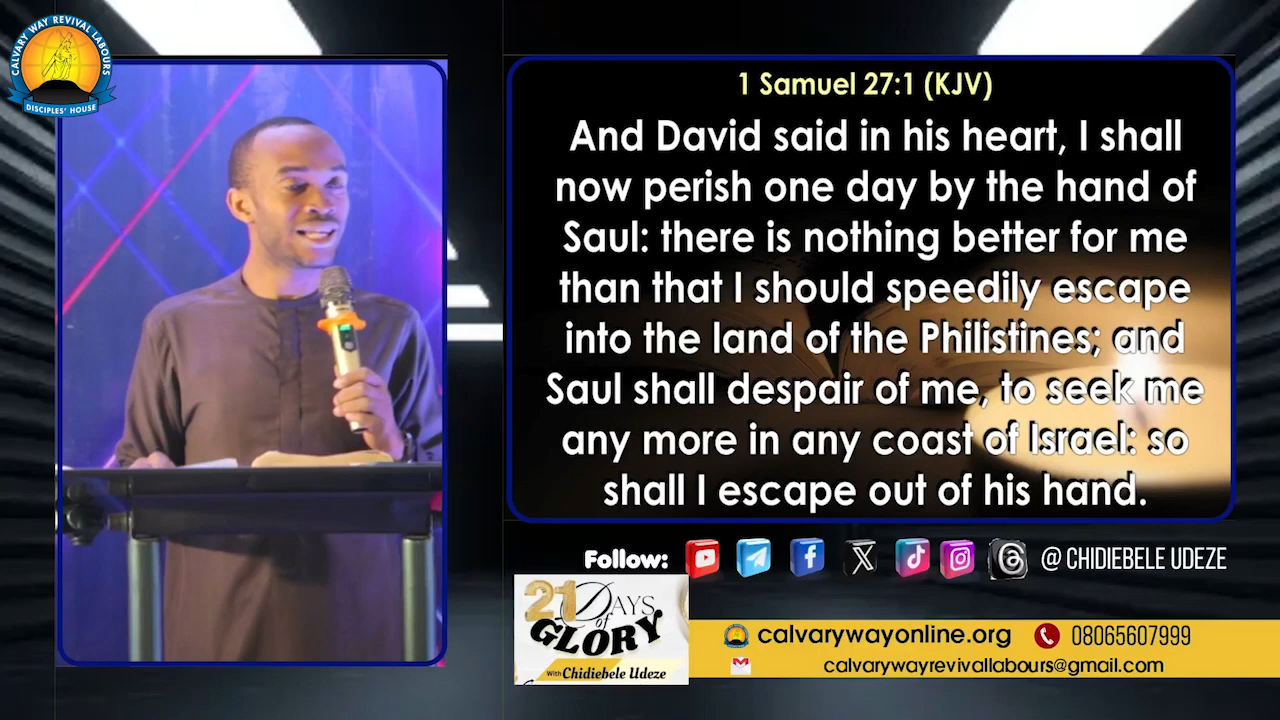 CALVARY WAY REVIVAL LABOURS
DISCIPLES' HOUSE
1 Samuel 27:1 (KJV)
And David said in his heart, I shall
now perish one day by the hand of
Saul: there is nothing better for me
than that I should speedily escape
into the land of the Philistines; and
Saul shall despair of me, to seek me
any more in any coast of Israel: so
shall I escape out of his hand.
Follow:
@ CHIDIEBELE UDEZE
21 DAYS
of
GLORY
With Chidiebele Udeze
calvarywayonline.org 08065607999
calvarywayrevivallabours@gmail.com